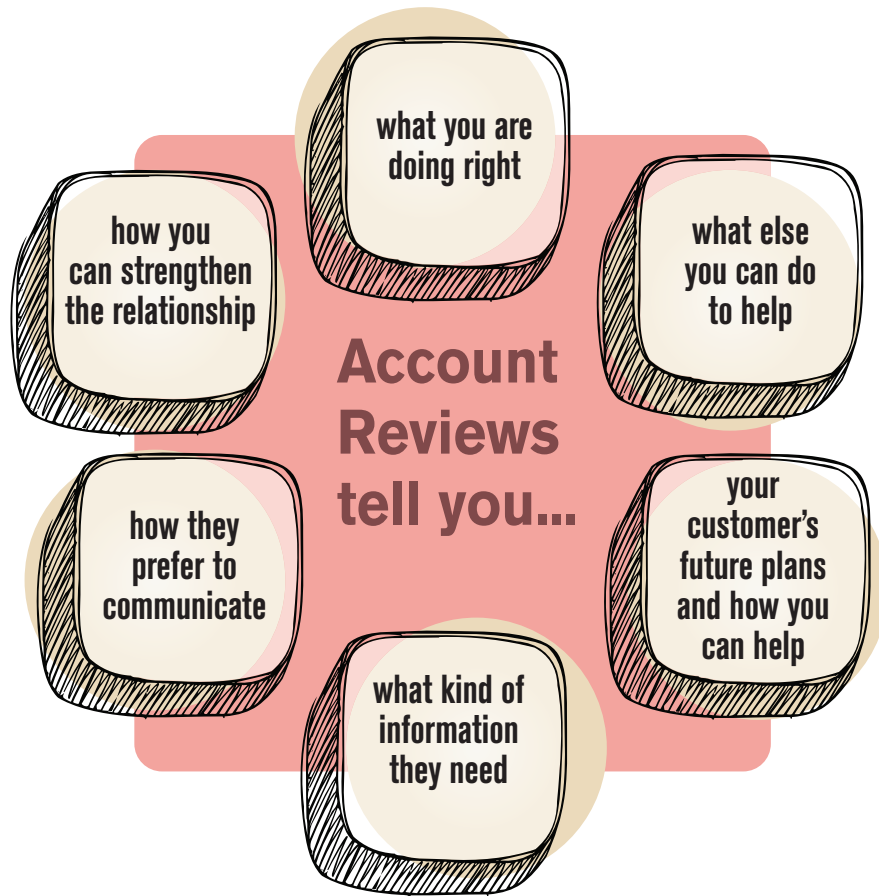 Account
Reviews
tell you...
what you are
doing right
what else
you can do
to help
your
customer’s
future plans
and how you
can help
what kind of
information
they need
how they
prefer to
communicate
how you
can strengthen
the relationship